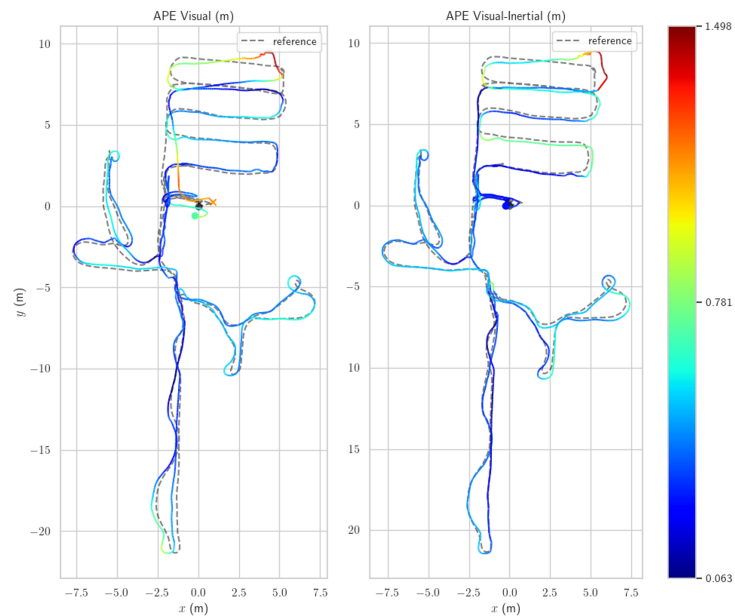 APE Visual (m)
APE Visual-Inertial (m)
reference
reference
1.498
0.781
0.063
10
5
0
−5
−10
−15
−20
y (m)
10
5
0
−5
10
15
20
−7.5 −5.0 −2.5 0.0 2.5 5.0 7.5
x (m)
−7.5 −5.0 −2.5 0.0 2.5 5.0 7.5
x (m)